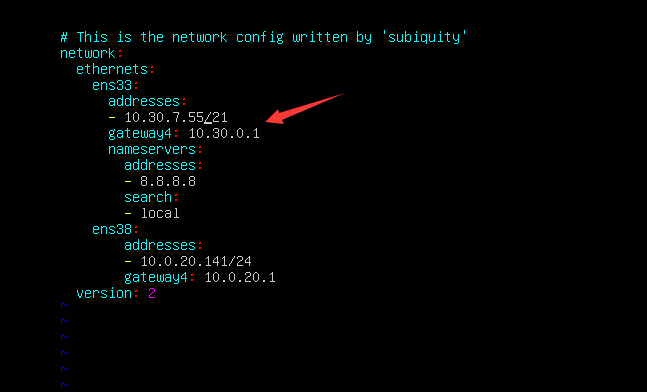 # This is the network config written by 'subiquity'
network:
  ethernets:
    ens33:
      addresses:
      - 10.30.7.55/21
      gateway4: 10.30.0.1
      nameservers:
        addresses:
        - 8.8.8.8
        search:
        - local
    ens38:
        addresses:
        - 10.0.20.141/24
        gateway4: 10.0.20.1
  version: 2
~
~
~
~
~
~